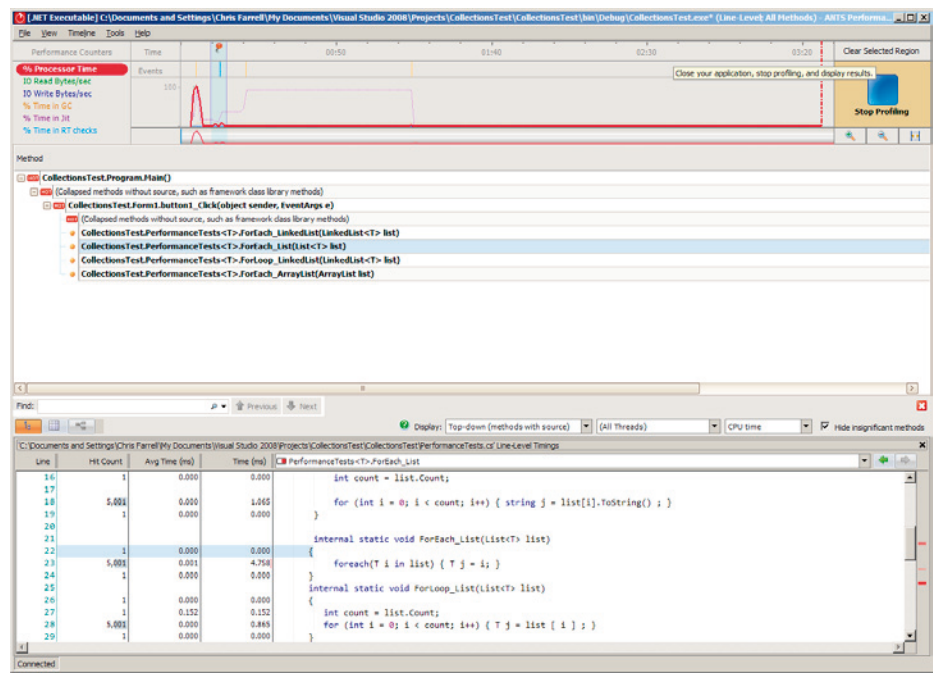 [.NET Executable] C:\Documents and Settings\Chris Farrell\My Documents\Visual Studio 2008\Projects\CollectionsTest\CollectionsTest\bin\Debug\CollectionsTest.exe* (Line-Level; All Methods) - ANTS Performa...
File View Timeline Tools Help
Performance Counters Time 00:50 01:40 02:30 03:20 Clear Selected Region
% Processor Time Events
Close your application, stop profiling, and display results.
IO Read Bytes/sec
IO Write Bytes/sec 100
% Time in GC
% Time in Jit
Stop Profiling
% Time in RT checks
Method
HOT CollectionsTest.Program.Main()
HOT (Collapsed methods without source, such as framework class library methods)
HOT CollectionsTest.Form1.button1_Click(object sender, EventArgs e)
HOT (Collapsed methods without source, such as framework class library methods)
CollectionsTest.PerformanceTests<T>.ForEach_LinkedList(LinkedList<T> list)
CollectionsTest.PerformanceTests<T>.ForEach_List(List<T> list)
CollectionsTest.PerformanceTests<T>.ForLoop_LinkedList(LinkedList<T> list)
CollectionsTest.PerformanceTests<T>.ForEach_ArrayList(ArrayList list)
Find: Previous Next
Display: Top-down (methods with source) (All Threads) CPU time Hide insignificant methods
'C:\Documents and Settings\Chris Farrell\My Documents\Visual Studio 2008\Projects\CollectionsTest\CollectionsTest\PerformanceTests.cs' Line-Level Timings
Line Hit Count Avg Time (ms) Time (ms) PerformanceTests<T>.ForEach_List
16 1 0.000 0.000 int count = list.Count;
17
18 5,001 0.000 1.065 for (int i = 0; i < count; i++) { string j = list[i].ToString() ; }
19 1 0.000 0.000 }
20
21 internal static void ForEach_List(List<T> list)
22 1 0.000 0.000 {
23 5,001 0.001 4.758 foreach(T i in list) { T j = i; }
24 1 0.000 0.000 }
25 internal static void ForLoop_List(List<T> list)
26 1 0.000 0.000 {
27 1 0.152 0.152 int count = list.Count;
28 5,001 0.000 0.865 for (int i = 0; i < count; i++) { T j = list [ i ] ; }
29 1 0.000 0.000 }
Connected